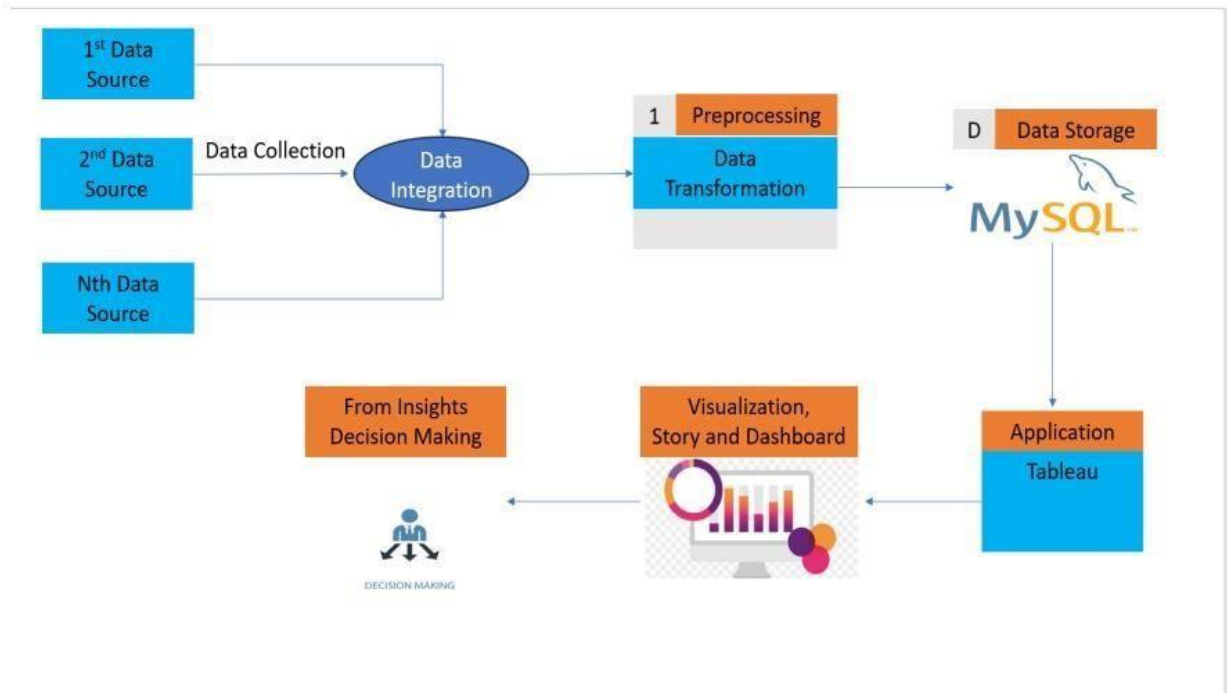 1st Data
Source
2nd Data
Source
Nth Data
Source
Data Collection
Data
Integration
1 Preprocessing
Data
Transformation
D Data Storage
MySQL™
From Insights
Decision Making
DECISION MAKING
Visualization,
Story and Dashboard
Application
Tableau